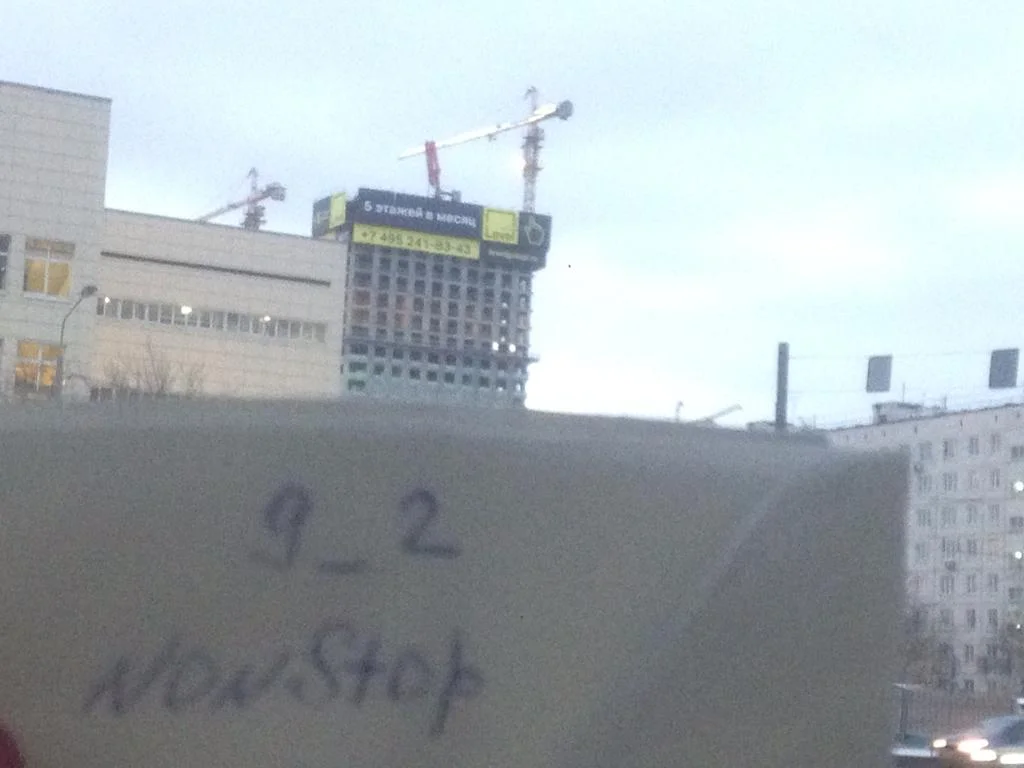 5 этажей в месяц
Level
+7 495 241-83-43
9_2
NonStop